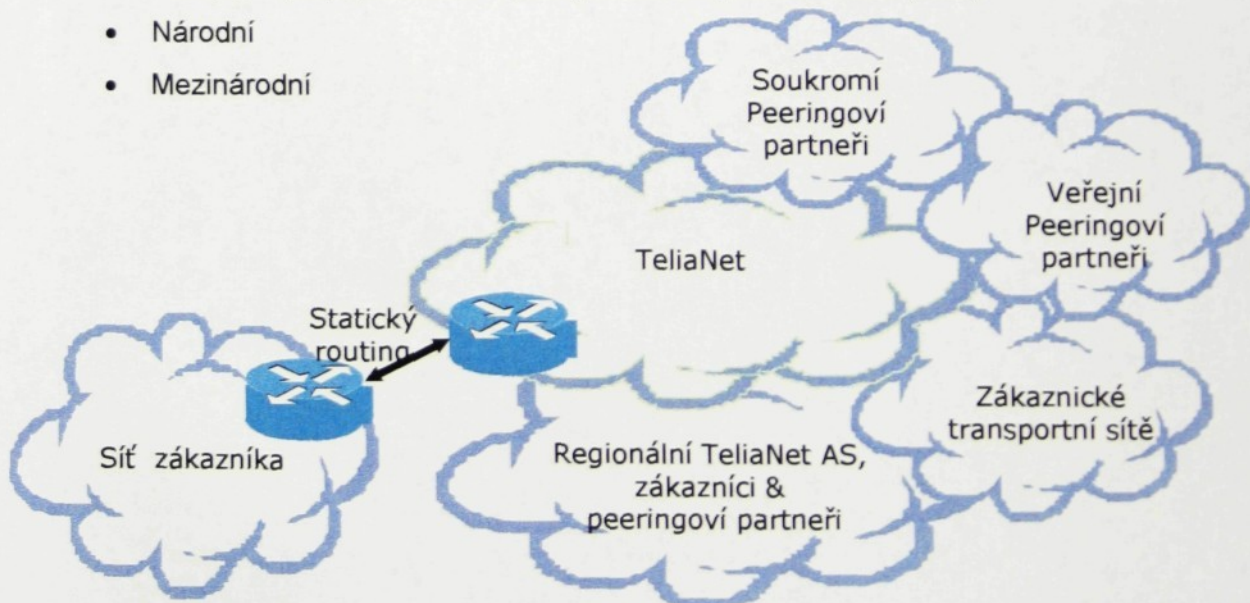 • Národní
• Mezinárodní
Soukromí
Peeringoví
partneři
Veřejní
Peeringoví
partneři
TeliaNet
Statický
routing
Zákaznické
transportní sítě
Síť zákazníka
Regionální TeliaNet AS,
zákazníci &
peeringoví partneři